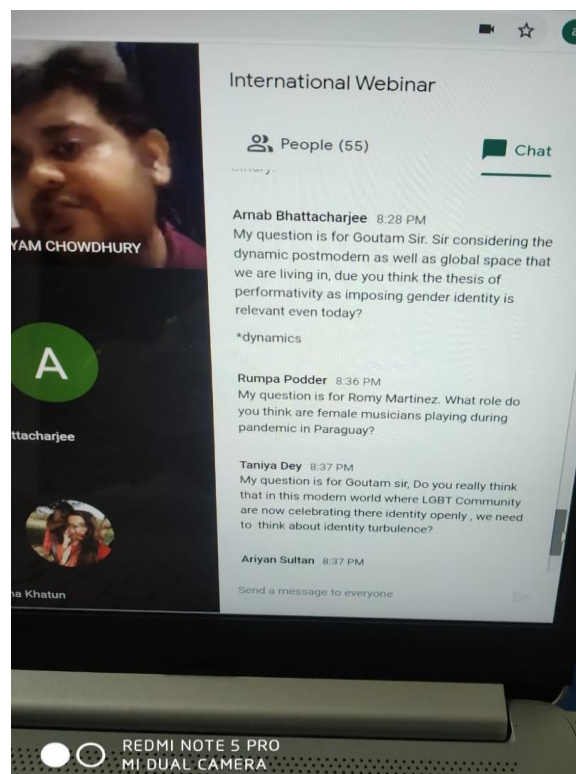 International Webinar
People (55)
Chat
YAM CHOWDHURY
A
ttacharjee
a Khatun
Arnab Bhattacharjee 8:28 PM
My question is for Goutam Sir. Sir considering the
dynamic postmodern as well as global space that
we are living in, due you think the thesis of
performativity as imposing gender identity is
relevant even today?
*dynamics
Rumpa Podder 8:36 PM
My question is for Romy Martinez. What role do
you think are female musicians playing during
pandemic in Paraguay?
Taniya Dey 8:37 PM
My question is for Goutam sir, Do you really think
that in this modern world where LGBT Community
are now celebrating there identity openly , we need
to think about identity turbulence?
Ariyan Sultan 8:37 PM
Send a message to everyone
REDMI NOTE 5 PRO
MI DUAL CAMERA